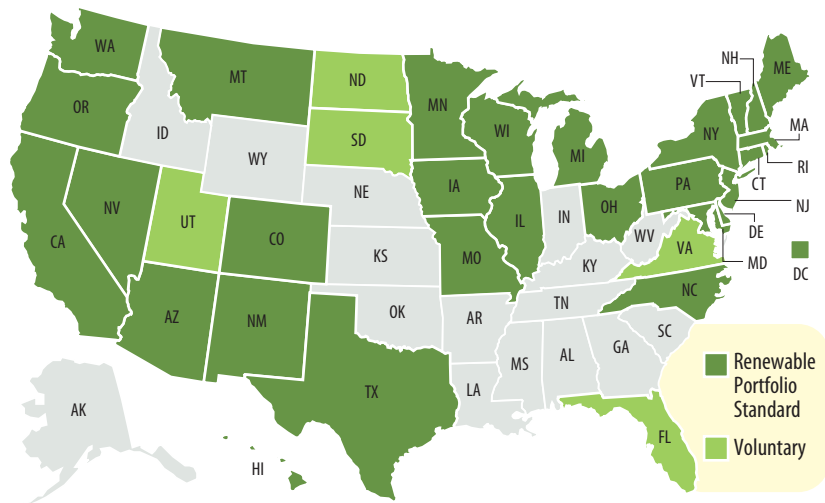 WA
MT
ND
MN
OR
ID
SD
WI
MI
NH
VT
ME
NY
MA
RI
CT
WY
IA
NE
PA
NJ
NV
UT
CO
IL
IN
OH
WV
DE
MD
DC
CA
KS
MO
KY
VA
AZ
NM
OK
AR
TN
NC
SC
MS
AL
GA
TX
LA
AK
HI
FL
Renewable
Portfolio
Standard
Voluntary